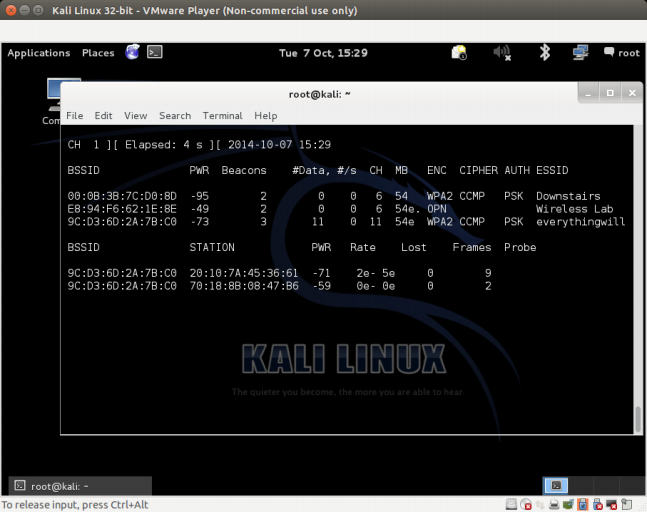 Kali Linux 32-bit - VMware Player (Non-commercial use only)
Applications Places Tue 7 Oct, 15:29 root
root@kali: ~
File Edit View Search Terminal Help
CH 1 ][ Elapsed: 4 s ][ 2014-10-07 15:29
BSSID PWR Beacons #Data, #/s CH MB ENC CIPHER AUTH ESSID
00:0B:3B:7C:D0:8D -95 2 0 0 6 54 WPA2 CCMP PSK Downstairs
E8:94:F6:62:1E:8E -49 2 0 0 6 54e. OPN Wireless Lab
9C:D3:6D:2A:7B:C0 -73 3 11 0 11 54e WPA2 CCMP PSK everythingwill
BSSID STATION PWR Rate Lost Frames Probe
9C:D3:6D:2A:7B:C0 20:10:7A:45:36:61 -71 2e- 5e 0 9
9C:D3:6D:2A:7B:C0 70:18:8B:08:47:B6 -59 0e- 0e 0 2
KALI LINUX
The quieter you become, the more you are able to hear.
root@kali: ~
To release input, press Ctrl+Alt